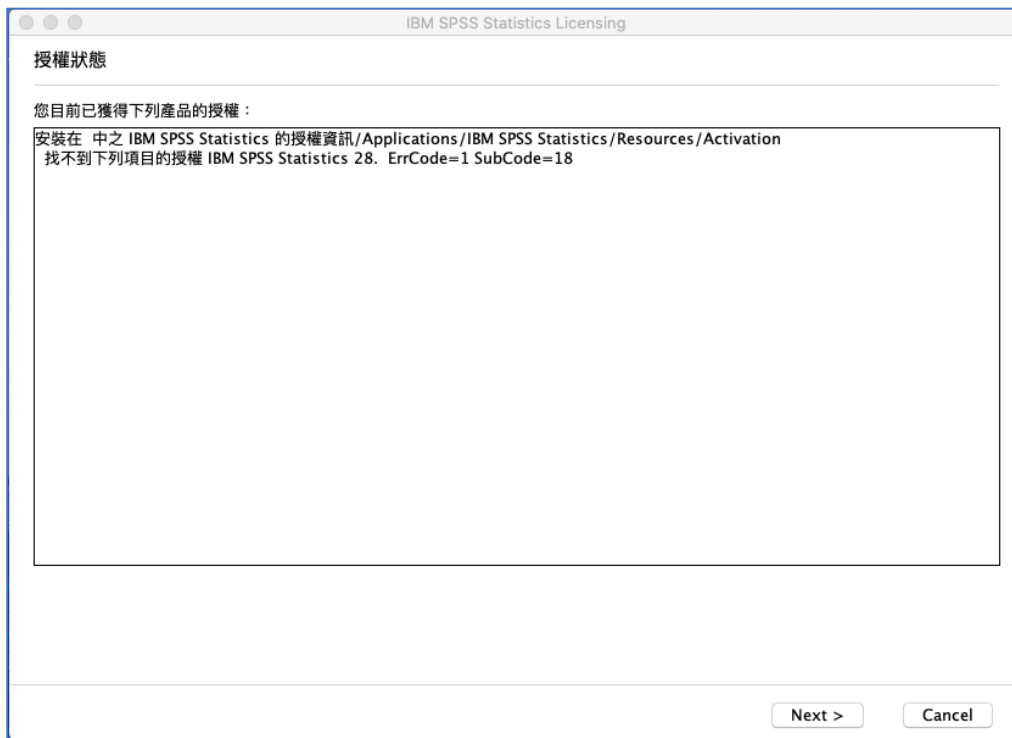 IBM SPSS Statistics Licensing
授權狀態
您目前已獲得下列產品的授權：
安裝在 中之 IBM SPSS Statistics 的授權資訊/Applications/IBM SPSS Statistics/Resources/Activation
找不到下列項目的授權 IBM SPSS Statistics 28. ErrCode=1 SubCode=18
Next > Cancel